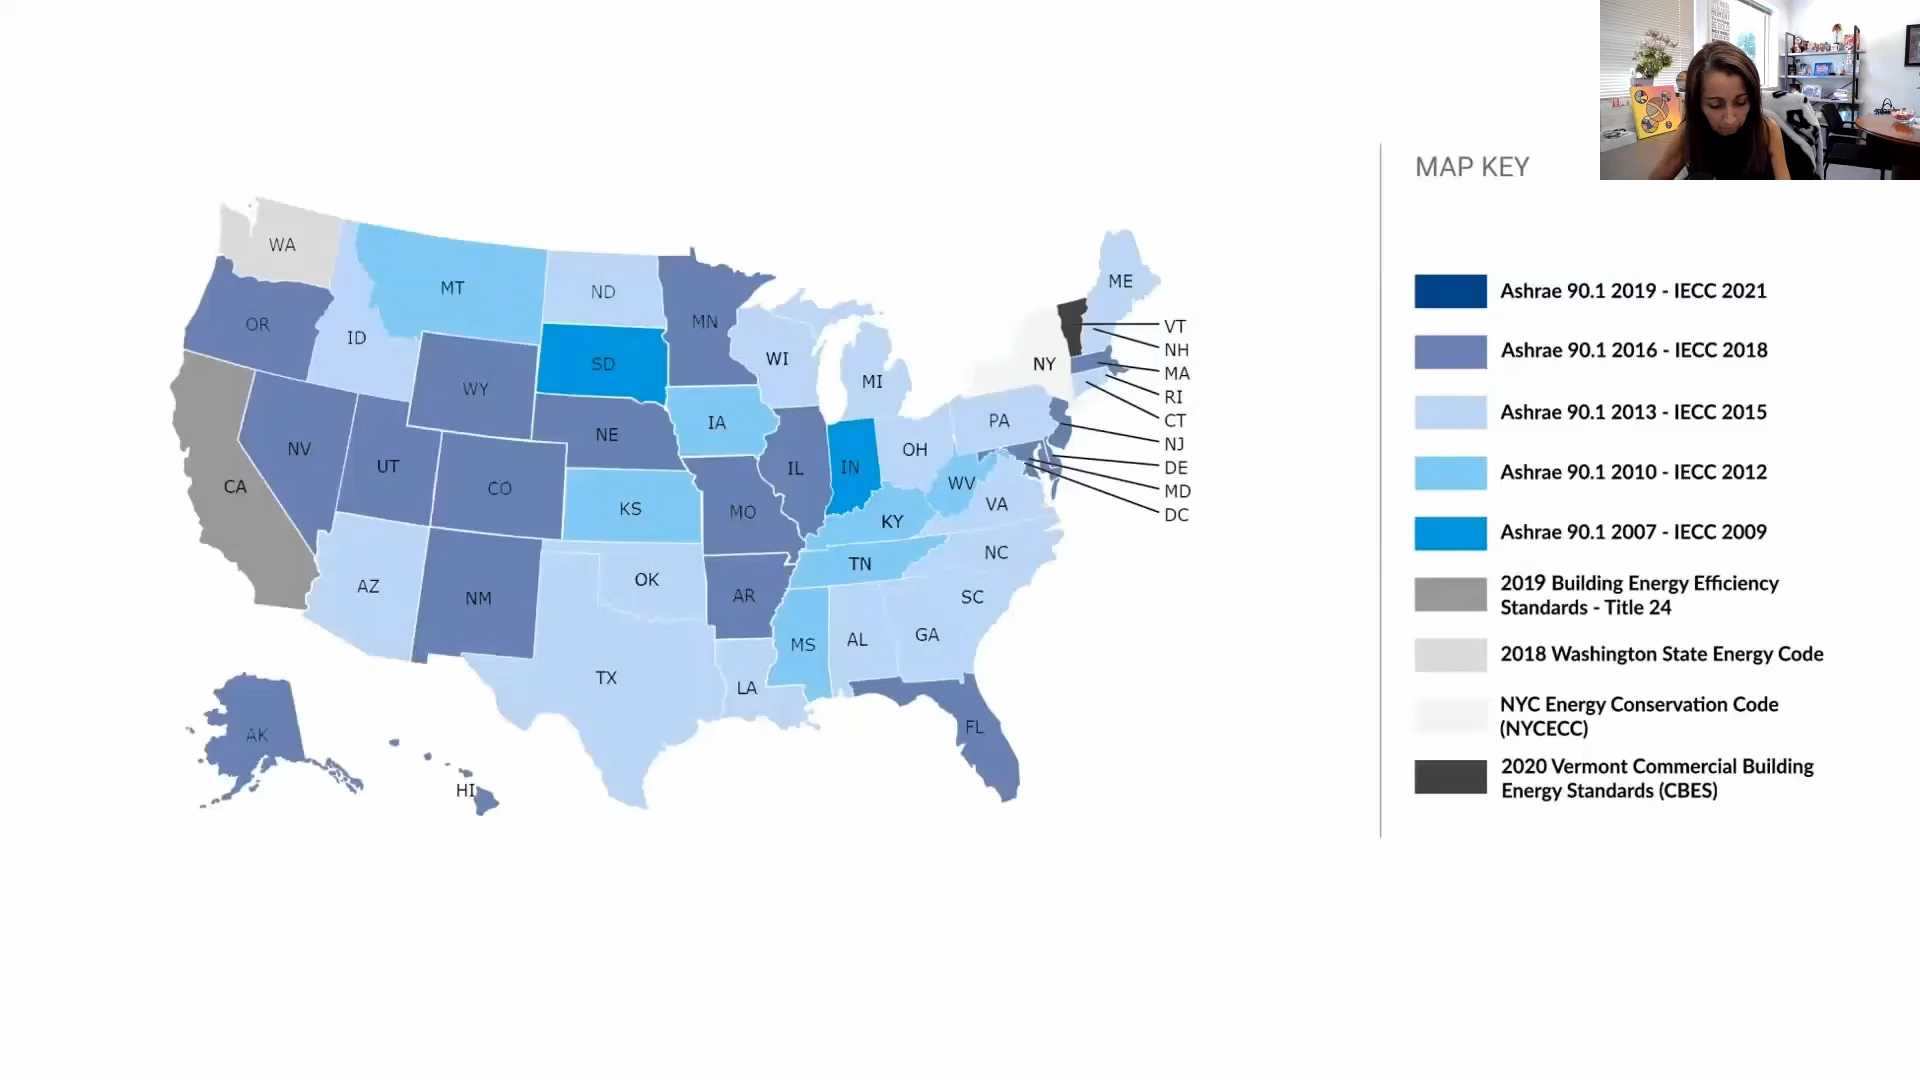 MAP KEY
Ashrae 90.1 2019 - IECC 2021
Ashrae 90.1 2016 - IECC 2018
Ashrae 90.1 2013 - IECC 2015
Ashrae 90.1 2010 - IECC 2012
Ashrae 90.1 2007 - IECC 2009
2019 Building Energy Efficiency
Standards - Title 24
2018 Washington State Energy Code
NYC Energy Conservation Code
(NYCECC)
2020 Vermont Commercial Building
Energy Standards (CBES)
WA
MT
ND
MN
ME
OR
ID
SD
WI
VT
NH
WY
MI
NY
MA
RI
IA
PA
CT
NV
NE
OH
NJ
UT
IL
IN
DE
CA
CO
WV
MD
KS
MO
KY
VA
DC
AZ
NM
OK
AR
TN
NC
SC
TX
LA
MS
AL
GA
AK
HI
FL